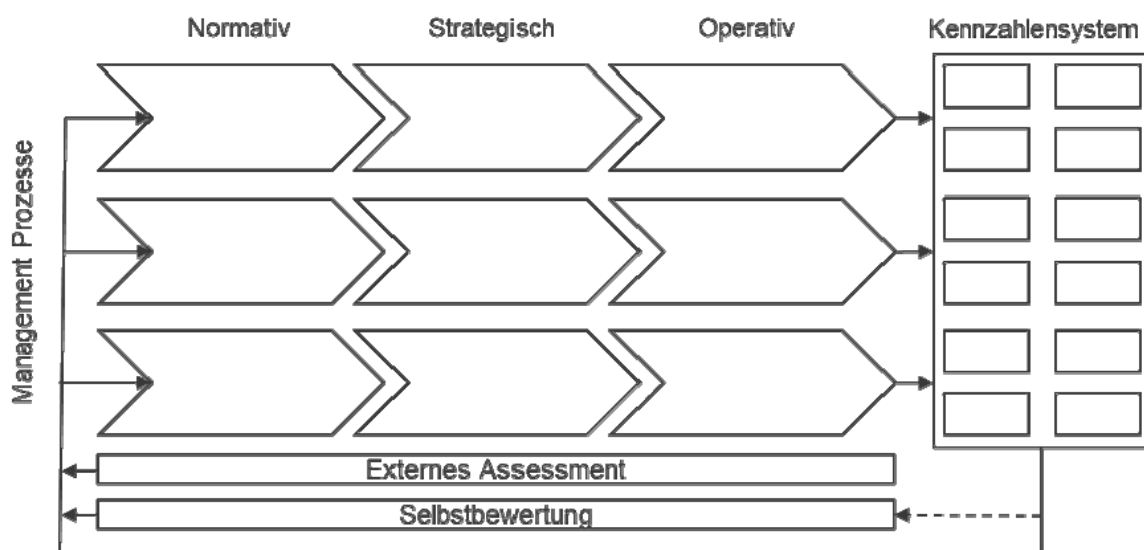 Normativ Strategisch Operativ Kennzahlensystem
Management Prozesse
Externes Assessment
Selbstbewertung